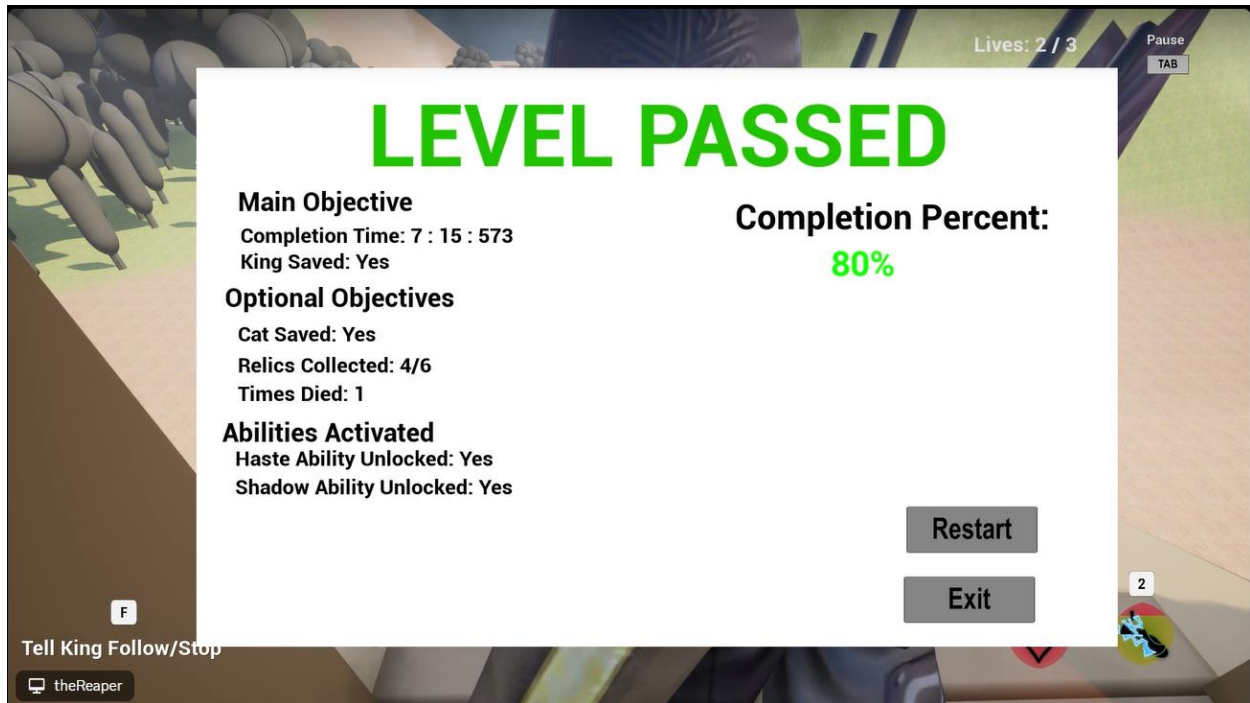 Lives: 2 / 3
Pause
TAB
LEVEL PASSED
Main Objective
Completion Time: 7 : 15 : 573
King Saved: Yes
Optional Objectives
Cat Saved: Yes
Relics Collected: 4/6
Times Died: 1
Abilities Activated
Haste Ability Unlocked: Yes
Shadow Ability Unlocked: Yes
Completion Percent:
80%
Restart
Exit
2
F
Tell King Follow/Stop
theReaper